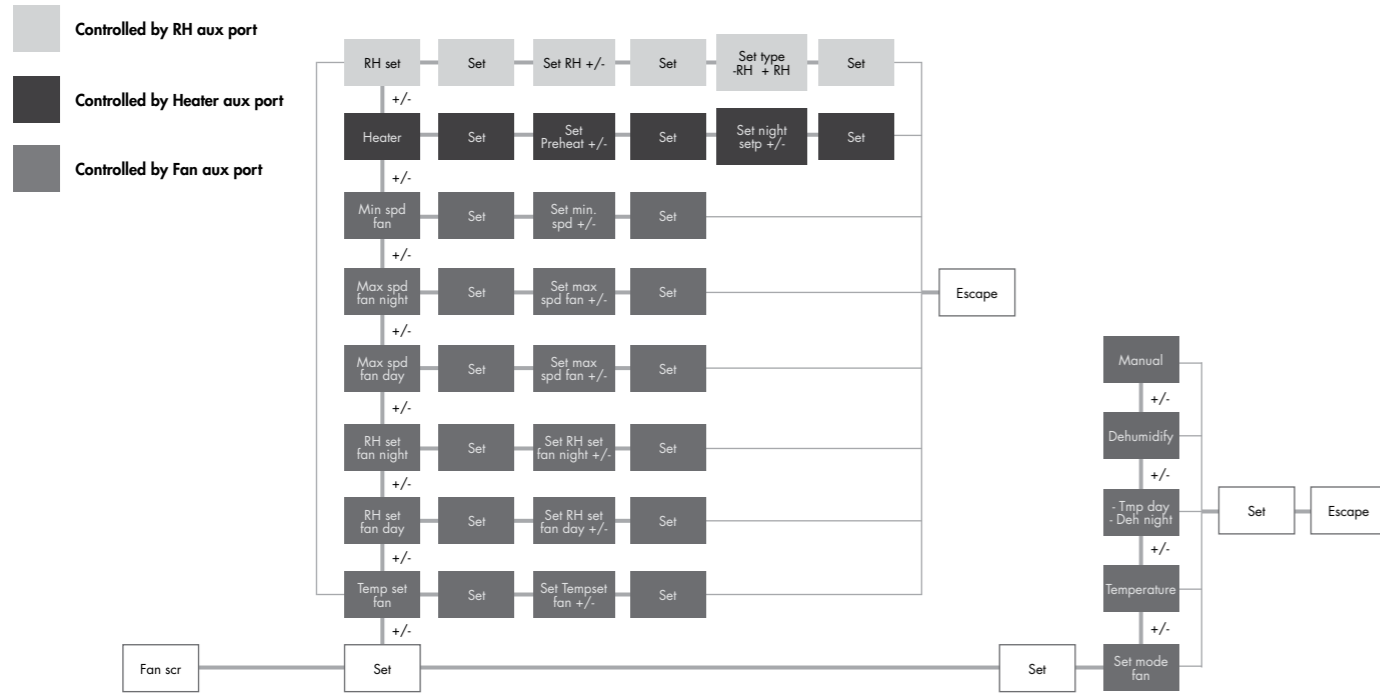 Controlled by RH aux port
Controlled by Heater aux port
Controlled by Fan aux port
RH set
Set
Set RH +/-
Set
Set type
-RH + RH
Set
+/-
Heater
Set
Set
Preheat +/-
Set
Set night
setp +/-
Set
+/-
Min spd
fan
Set
Set min.
spd +/-
Set
+/-
Max spd
fan night
Set
Set max
spd fan +/-
Set
Escape
+/-
Max spd
fan day
Set
Set max
spd fan +/-
Set
+/-
RH set
fan night
Set
Set RH set
fan night +/-
Set
+/-
RH set
fan day
Set
Set RH set
fan day +/-
Set
+/-
Temp set
fan
Set
Set Tempset
fan +/-
Set
+/-
Fan scr
Set
Set
Manual
+/-
Dehumidify
+/-
- Tmp day
- Deh night
+/-
Temperature
+/-
Set mode
fan
Set
Escape